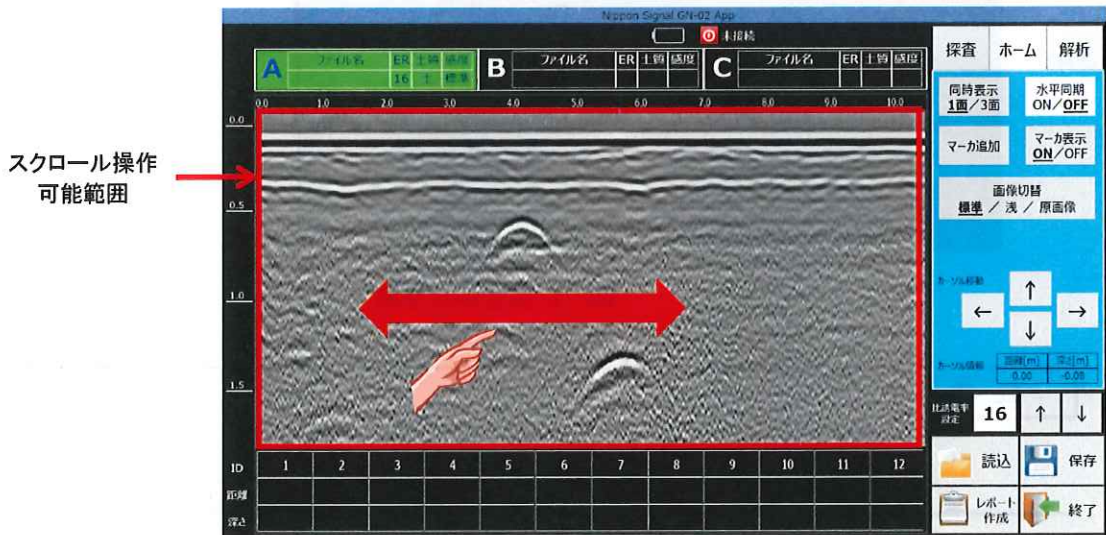 Nippon Signal GN-02 App
未接続
探査 ホーム 解析
A ファイル名 ER 土質 感度
16 土 標準
B ファイル名 ER 土質 感度
C ファイル名 ER 土質 感度
同時表示
1面/3面
水平同期
ON/OFF
0.0 1.0 2.0 3.0 4.0 5.0 6.0 7.0 8.0 9.0 10.0
0.0
0.5
1.0
1.5
スクロール操作
可能範囲
マーカ追加
マーカ表示
ON/OFF
画像切替
標準 / 浅 / 原画像
カーソル移動
↑
← →
↓
カーソル情報
距離[m] 深さ[m]
0.00 -0.08
比誘電率
設定
16 ↑ ↓
ID 1 2 3 4 5 6 7 8 9 10 11 12
距離
深さ
読込 保存
レポート
作成
終了